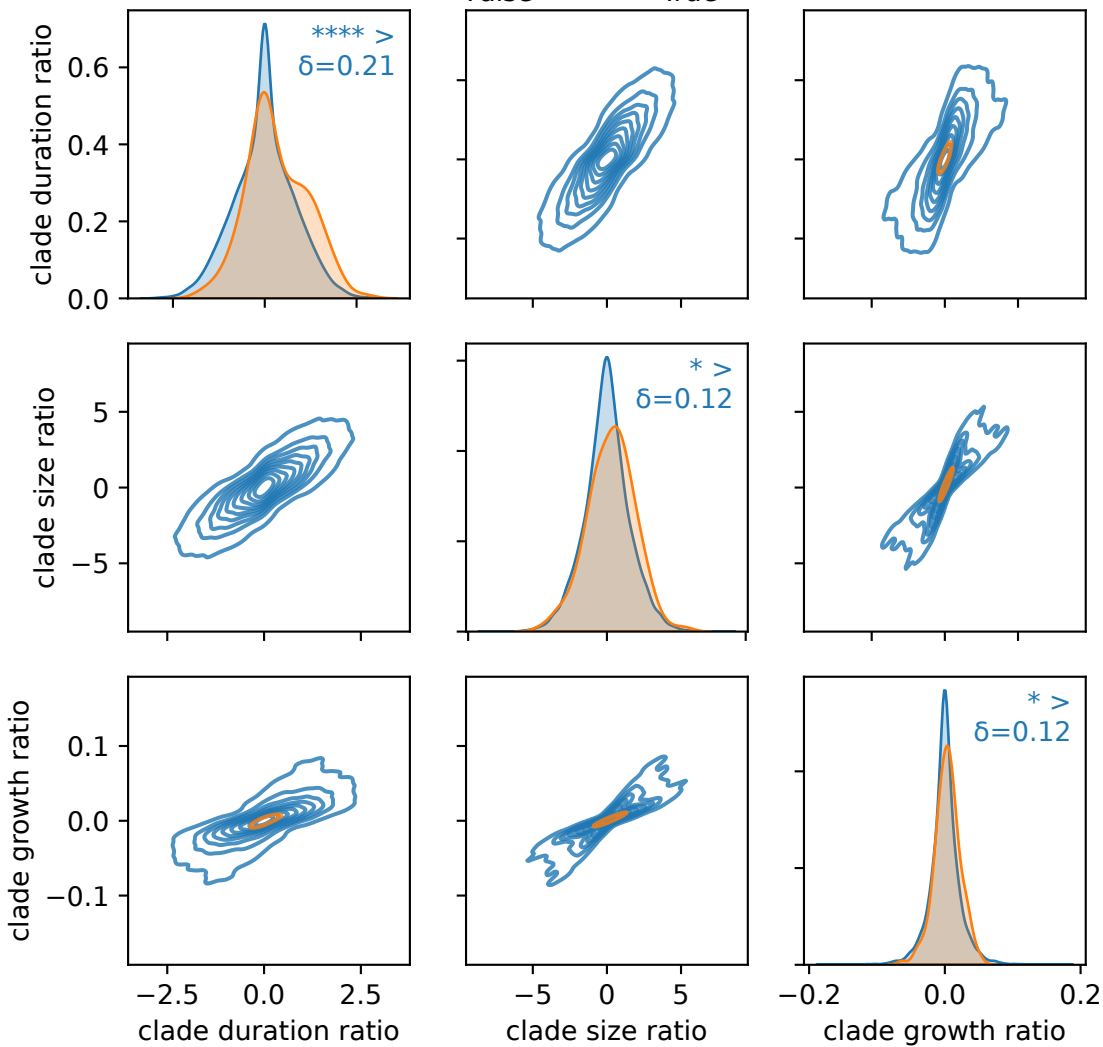 clade duration ratio
0.6
0.4
0.2
0.0
**** >
δ=0.21
clade size ratio
5
0
−5
* >
δ=0.12
clade growth ratio
0.1
0.0
−0.1
* >
δ=0.12
−2.5 0.0 2.5
−5 0 5
−0.2 0.0 0.2
clade duration ratio
clade size ratio
clade growth ratio